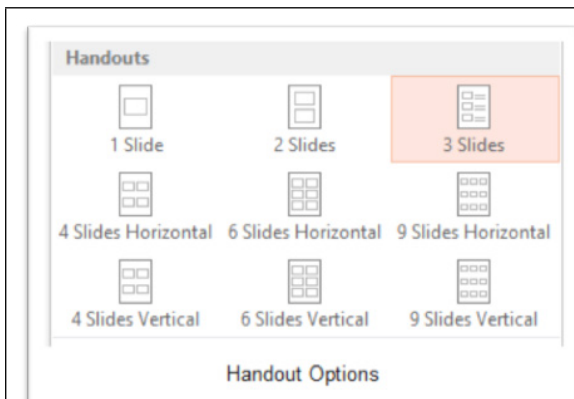 Handouts
1 Slide 2 Slides 3 Slides
4 Slides Horizontal 6 Slides Horizontal 9 Slides Horizontal
4 Slides Vertical 6 Slides Vertical 9 Slides Vertical
Handout Options